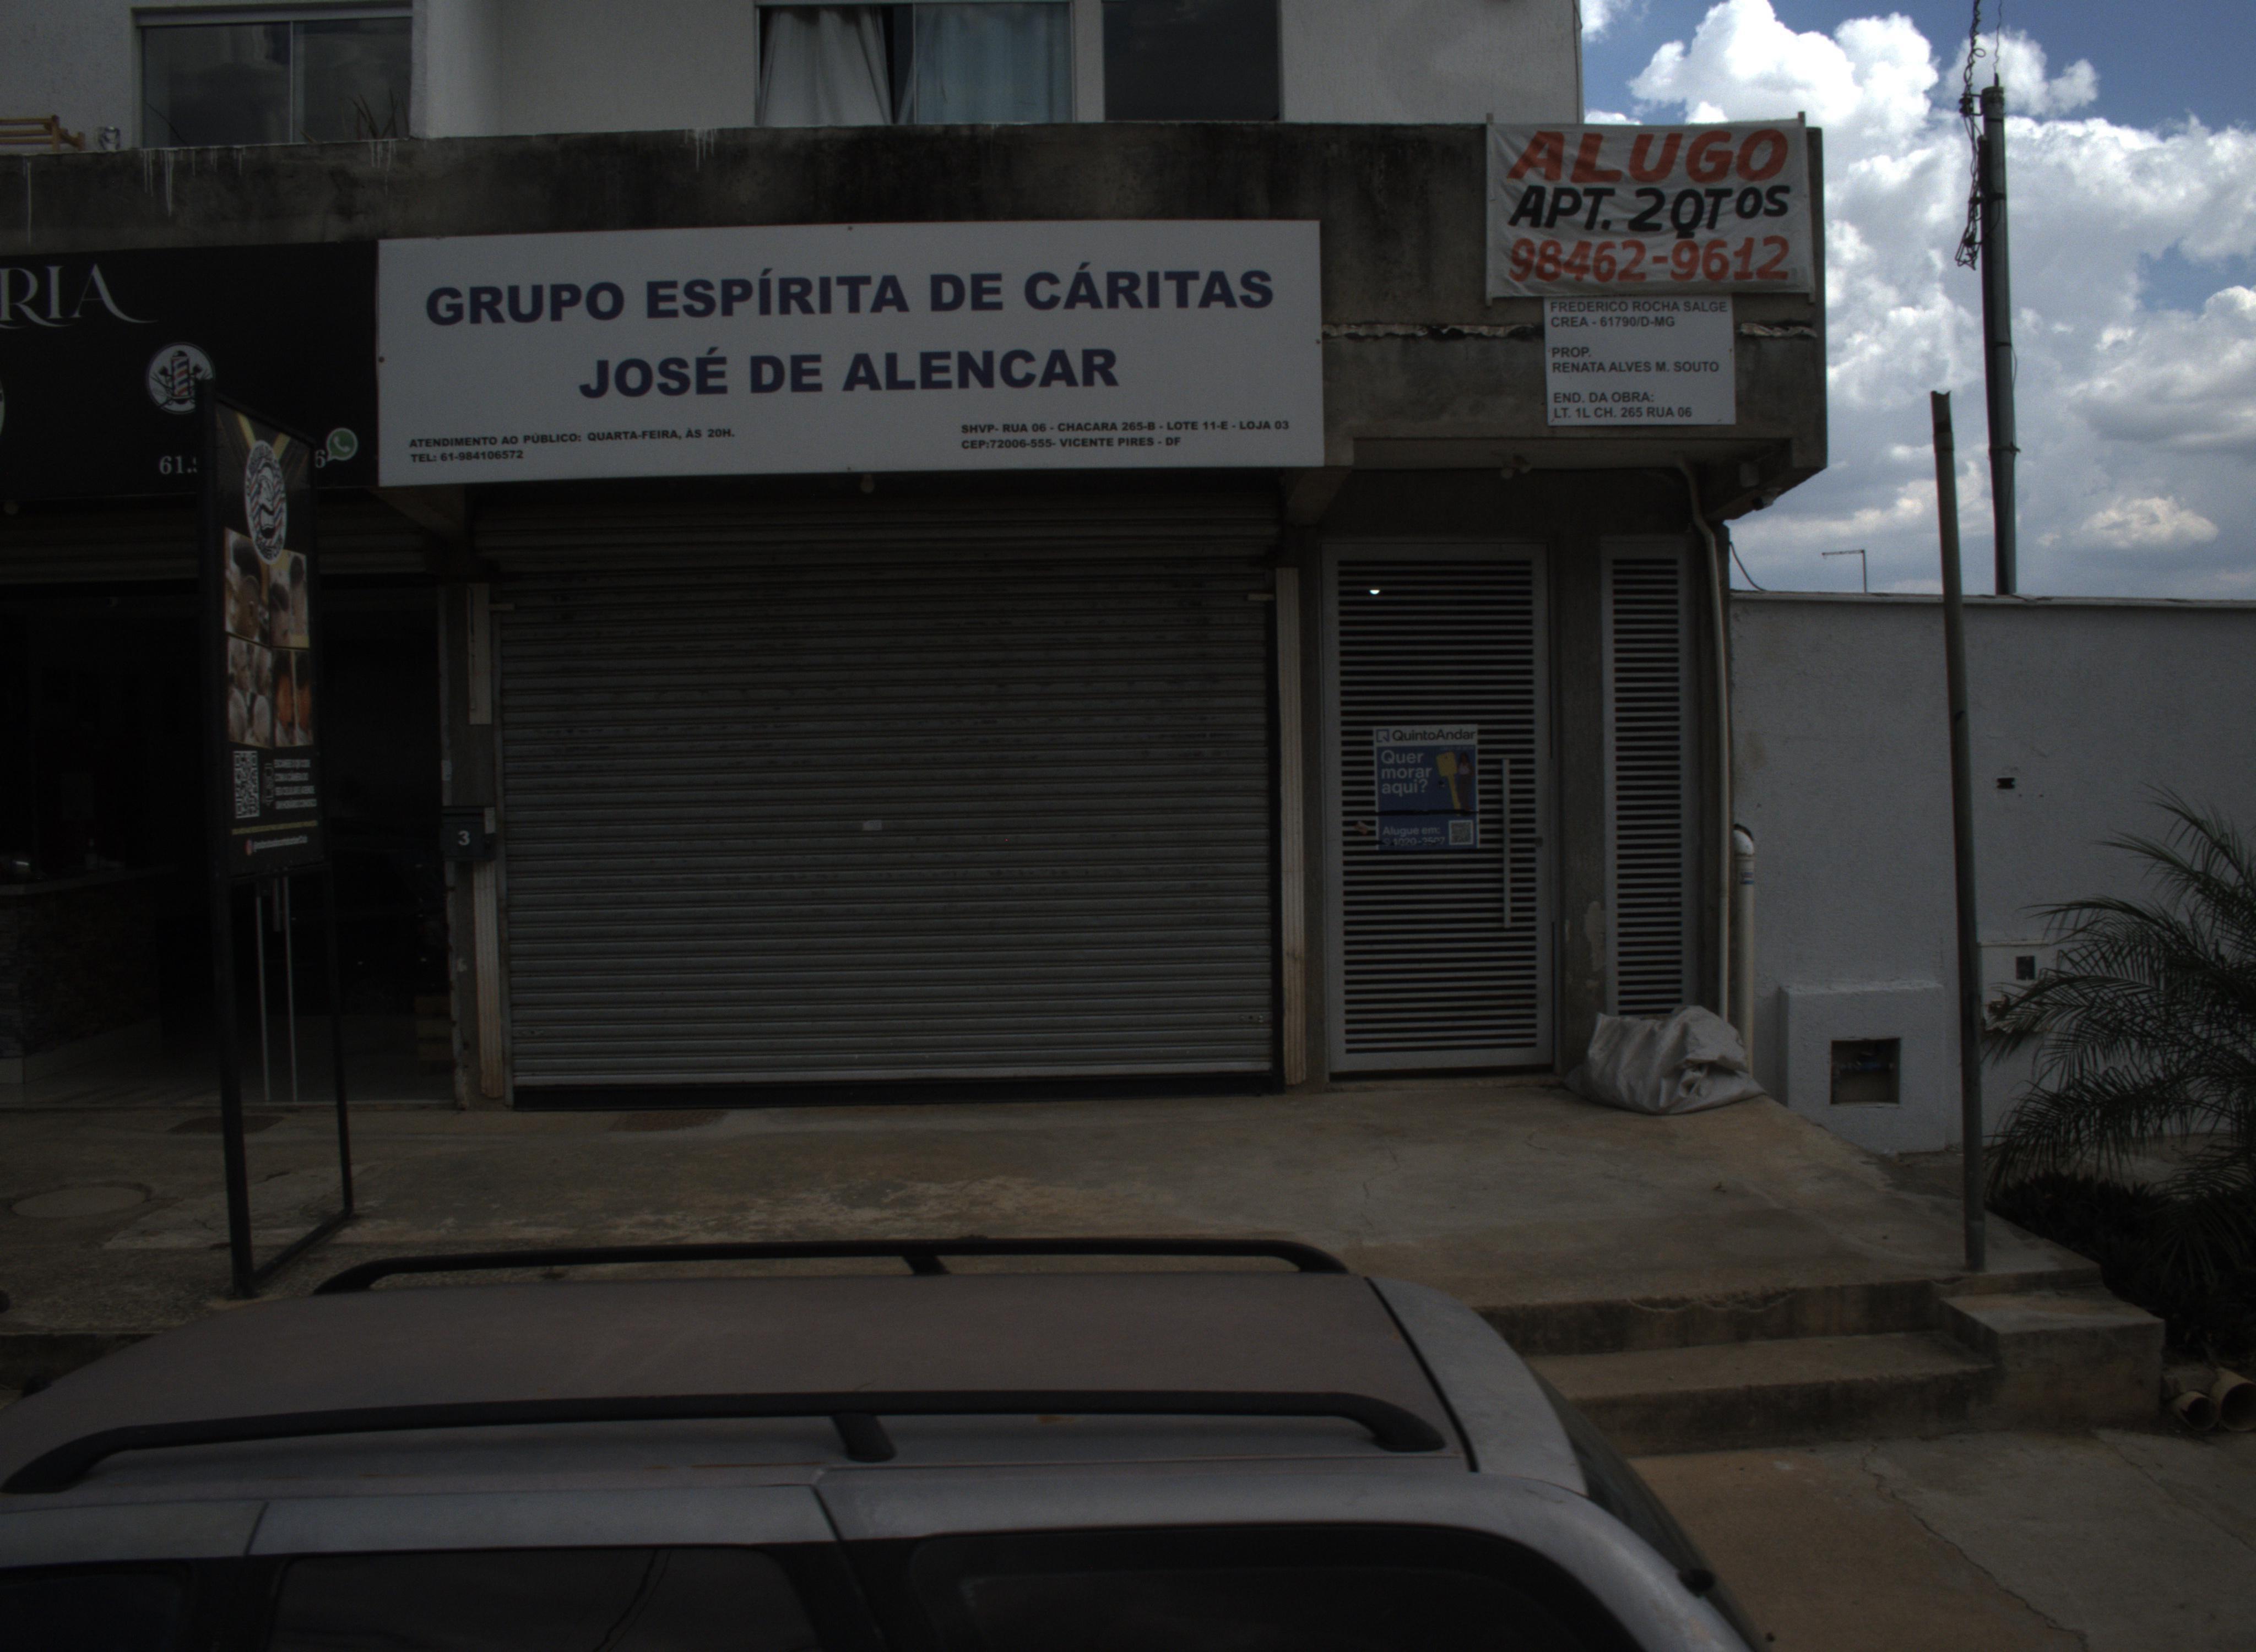 ALUGO
APT. 2QTOS
98462-9612
RIA
GRUPO ESPÍRITA DE CÁRITAS
JOSÉ DE ALENCAR
ATENDIMENTO AO PÚBLICO: QUARTA-FEIRA, ÀS 20H.
TEL: 61-984106572
SHVP- RUA 06 - CHACARA 265-B - LOTE 11-E - LOJA 03
CEP:72006-555- VICENTE PIRES - DF
FREDERICO ROCHA SALGE
CREA - 61790/D-MG
PROP.
RENATA ALVES M. SOUTO
END. DA OBRA:
LT. 1L CH. 265 RUA 06
3
QuintoAndar
Quer
morar
aqui?
Alugue em: